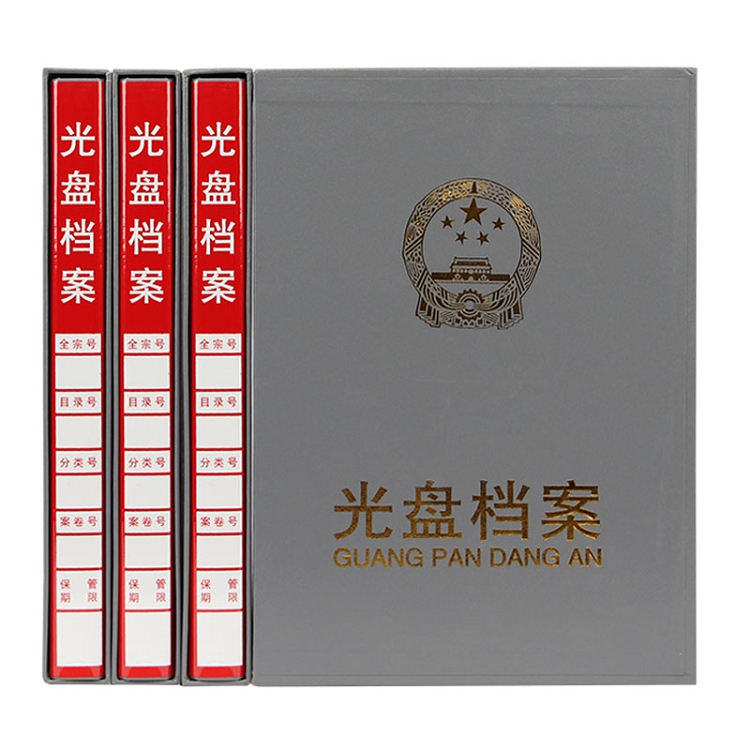 光盘档案
全宗号
目录号
分类号
案卷号
保管
期限
光盘档案
全宗号
目录号
分类号
案卷号
保管
期限
光盘档案
全宗号
目录号
分类号
案卷号
保管
期限
光盘档案
GUANG PAN DANG AN